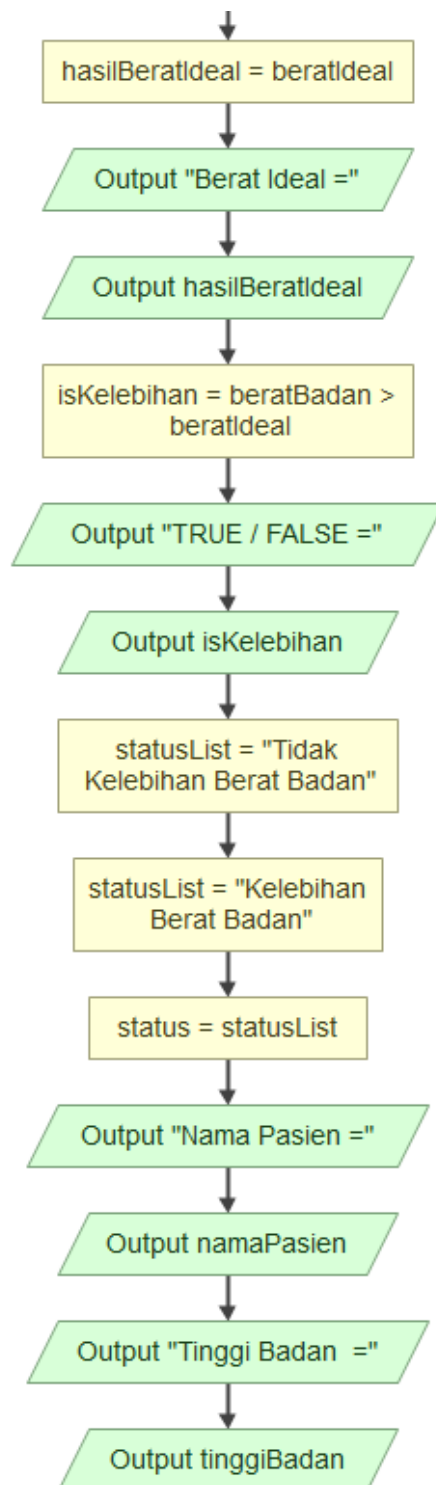 hasilBeratIdeal = beratIdeal
Output "Berat Ideal ="
Output hasilBeratIdeal
isKelebihan = beratBadan >
beratIdeal
Output "TRUE / FALSE ="
Output isKelebihan
statusList = "Tidak
Kelebihan Berat Badan"
statusList = "Kelebihan
Berat Badan"
status = statusList
Output "Nama Pasien ="
Output namaPasien
Output "Tinggi Badan  ="
Output tinggiBadan